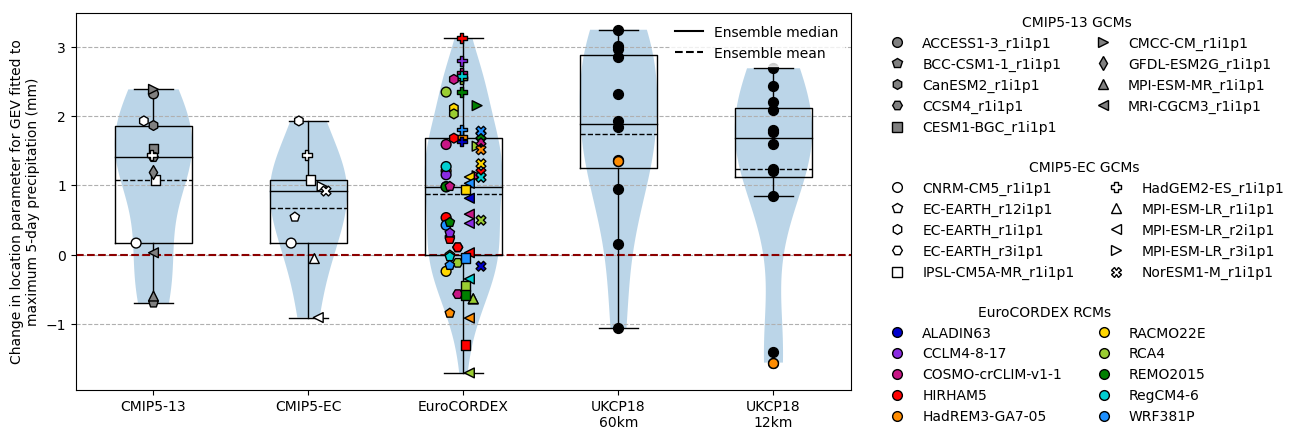 Change in location parameter for GEV fitted to
maximum 5-day precipitation (mm)
3
2
1
0
−1
Ensemble median
Ensemble mean
CMIP5-13
CMIP5-EC
EuroCORDEX
UKCP18
60km
UKCP18
12km
CMIP5-13 GCMs
ACCESS1-3_r1i1p1
BCC-CSM1-1_r1i1p1
CanESM2_r1i1p1
CCSM4_r1i1p1
CESM1-BGC_r1i1p1
CMCC-CM_r1i1p1
GFDL-ESM2G_r1i1p1
MPI-ESM-MR_r1i1p1
MRI-CGCM3_r1i1p1
CMIP5-EC GCMs
CNRM-CM5_r1i1p1
EC-EARTH_r12i1p1
EC-EARTH_r1i1p1
EC-EARTH_r3i1p1
IPSL-CM5A-MR_r1i1p1
HadGEM2-ES_r1i1p1
MPI-ESM-LR_r1i1p1
MPI-ESM-LR_r2i1p1
MPI-ESM-LR_r3i1p1
NorESM1-M_r1i1p1
EuroCORDEX RCMs
ALADIN63
CCLM4-8-17
COSMO-crCLIM-v1-1
HIRHAM5
HadREM3-GA7-05
RACMO22E
RCA4
REMO2015
RegCM4-6
WRF381P